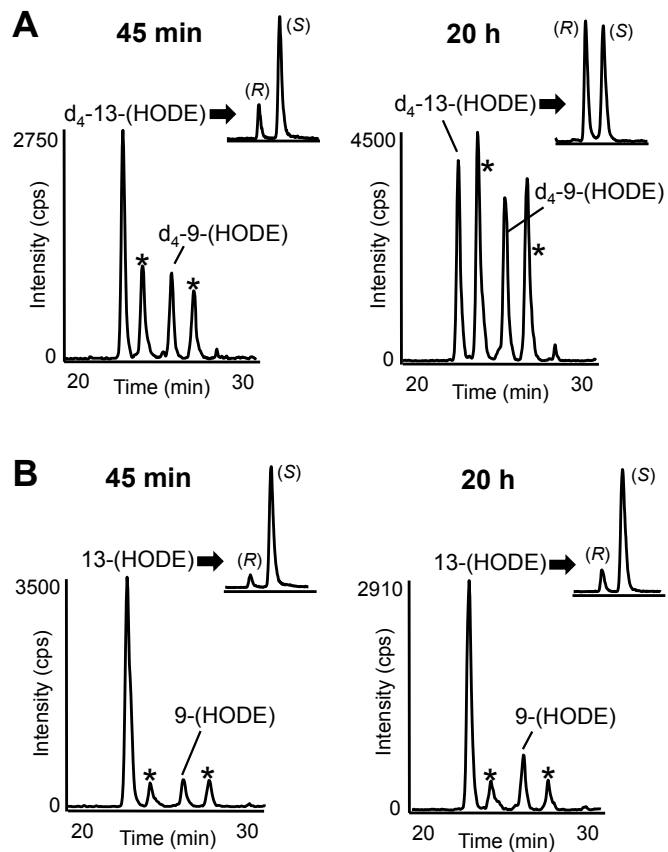 A
45 min
20 h
(R)
(S)
(R)
(S)
d4-13-(HODE)
d4-13-(HODE)
2750
4500
*
*
d4-9-(HODE)
d4-9-(HODE)
*
*
Intensity (cps)
Intensity (cps)
0
0
20
30
20
30
Time (min)
Time (min)
B
45 min
20 h
(S)
(S)
13-(HODE)
(R)
13-(HODE)
(R)
3500
2910
9-(HODE)
9-(HODE)
*
*
*
*
Intensity (cps)
Intensity (cps)
0
0
20
30
20
30
Time (min)
Time (min)